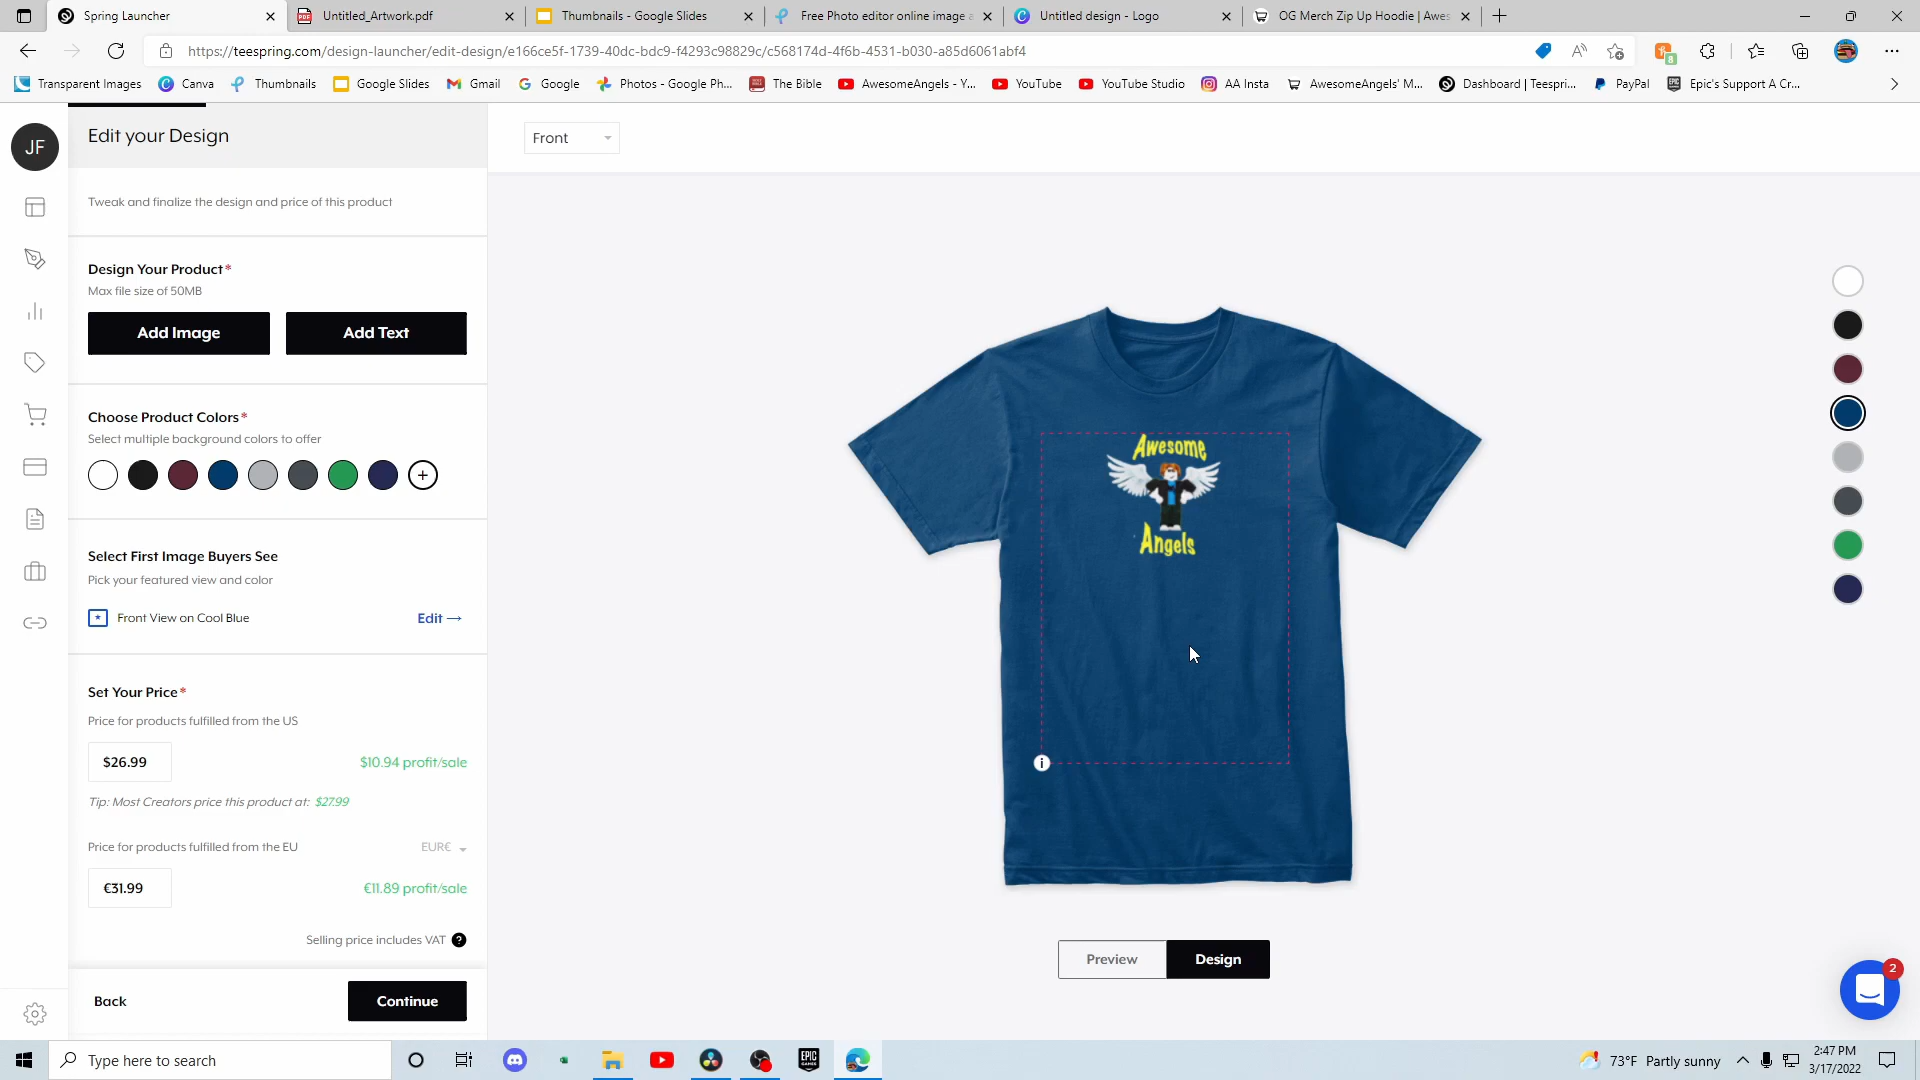 Spring Launcher
Untitled_Artwork.pdf
Thumbnails - Google Slides
Free Photo editor online image
Untitled design - Logo
OG Merch Zip Up Hoodie | Awes
https://teespring.com/design-launcher/edit-design/e166ce5f-1739-40dc-bdc9-f4293c98829c/c568174d-4f6b-4531-b030-a85d6061abf4
8
Transparent Images
Canva
Thumbnails
Google Slides
Gmail
Google
Photos - Google Ph...
The Bible
AwesomeAngels - Y...
YouTube
YouTube Studio
AA Insta
AwesomeAngels' M...
Dashboard | Teespri...
PayPal
Epic's Support A Cr...
JF
Edit your Design
Front
Tweak and finalize the design and price of this product
Design Your Product*
Max file size of 50MB
Add Image
Add Text
Choose Product Colors*
Select multiple background colors to offer
Select First Image Buyers See
Pick your featured view and color
Front View on Cool Blue
Edit →
Set Your Price*
Price for products fulfilled from the US
$26.99
$10.94 profit/sale
Tip: Most Creators price this product at: $27.99
Price for products fulfilled from the EU
EUR€
€31.99
€11.89 profit/sale
Selling price includes VAT ?
Back
Continue
Awesome
Angels
i
Preview
Design
2
Type here to search
EPIC
GAMES
73°F Partly sunny
2:47 PM
3/17/2022